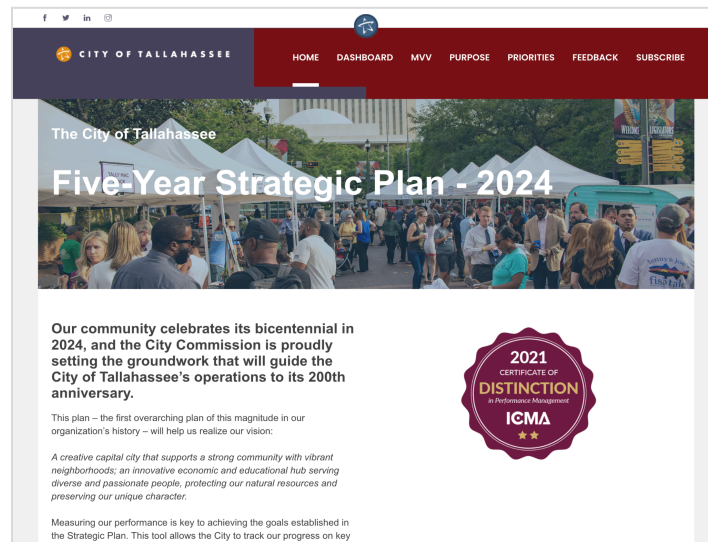 CITY OF TALLAHASSEE
HOME DASHBOARD MVV PURPOSE PRIORITIES FEEDBACK SUBSCRIBE
The City of Tallahassee
Five-Year Strategic Plan - 2024
WELCOME LEGISLATORS
Our community celebrates its bicentennial in
2024, and the City Commission is proudly
setting the groundwork that will guide the
City of Tallahassee’s operations to its 200th
anniversary.
This plan – the first overarching plan of this magnitude in our
organization’s history – will help us realize our vision:
A creative capital city that supports a strong community with vibrant
neighborhoods; an innovative economic and educational hub serving
diverse and passionate people, protecting our natural resources and
preserving our unique character.
Measuring our performance is key to achieving the goals established in
the Strategic Plan. This tool allows the City to track our progress on key
2021
CERTIFICATE OF
DISTINCTION
in Performance Management
ICMA